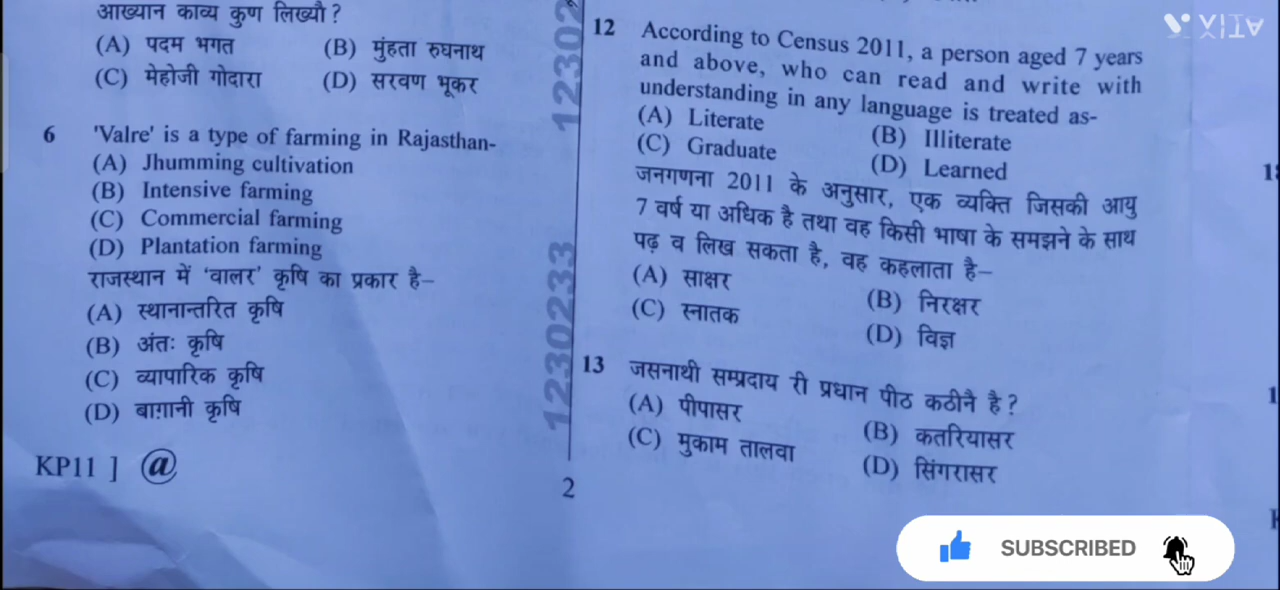 आख्यान काव्य कुण लिख्यौ?
(A) पदम भगत (B) मुंहता रुघनाथ
(C) मेहोजी गोदारा (D) सरवण भूकर
6 'Valre' is a type of farming in Rajasthan-
(A) Jhumming cultivation
(B) Intensive farming
(C) Commercial farming
(D) Plantation farming
राजस्थान में ‘वालर’ कृषि का प्रकार है–
(A) स्थानान्तरित कृषि
(B) अंतः कृषि
(C) व्यापारिक कृषि
(D) बाग़ानी कृषि
KP11 ] @
12302
1230233
2
12 According to Census 2011, a person aged 7 years
and above, who can read and write with
understanding in any language is treated as-
(A) Literate (B) Illiterate
(C) Graduate (D) Learned
जनगणना 2011 के अनुसार, एक व्यक्ति जिसकी आयु
7 वर्ष या अधिक है तथा वह किसी भाषा के समझने के साथ
पढ़ व लिख सकता है, वह कहलाता है–
(A) साक्षर (B) निरक्षर
(C) स्नातक (D) विज्ञ
13 जसनाथी सम्प्रदाय री प्रधान पीठ कठीनै है?
(A) पीपासर (B) कतरियासर
(C) मुकाम तालवा (D) सिंगरासर
SUBSCRIBED